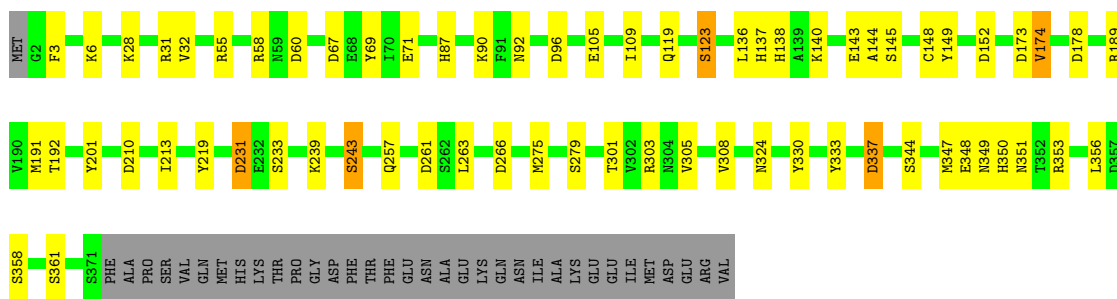 MET G2 F3 K6 K28 R31 V32 R55 R58 N59 D60 D67 E68 Y69 I70 E71 H87 K90 F91 N92 D96 E105 I109 Q119 S123 L136 H137 H138 A139 K140 E143 A144 S145 C148 Y149 D152 D173 V174 D178 R189
V190 M191 T192 Y201 D210 I213 Y219 D231 E232 S233 K239 S243 Q257 D261 S262 L263 D266 M275 S279 T301 V302 R303 N304 V305 V308 N324 Y330 Y333 D337 S344 M347 E348 N349 H350 N351 T352 R353 L356 D357
S358 S361 S371 PHE ALA PRO SER VAL GLN MET HIS LYS THR PRO GLY ASP PHE THR PHE GLU ASN ALA GLU LYS GLN ASN ILE ALA LYS GLU GLU ILE MET ASP GLU ARG VAL